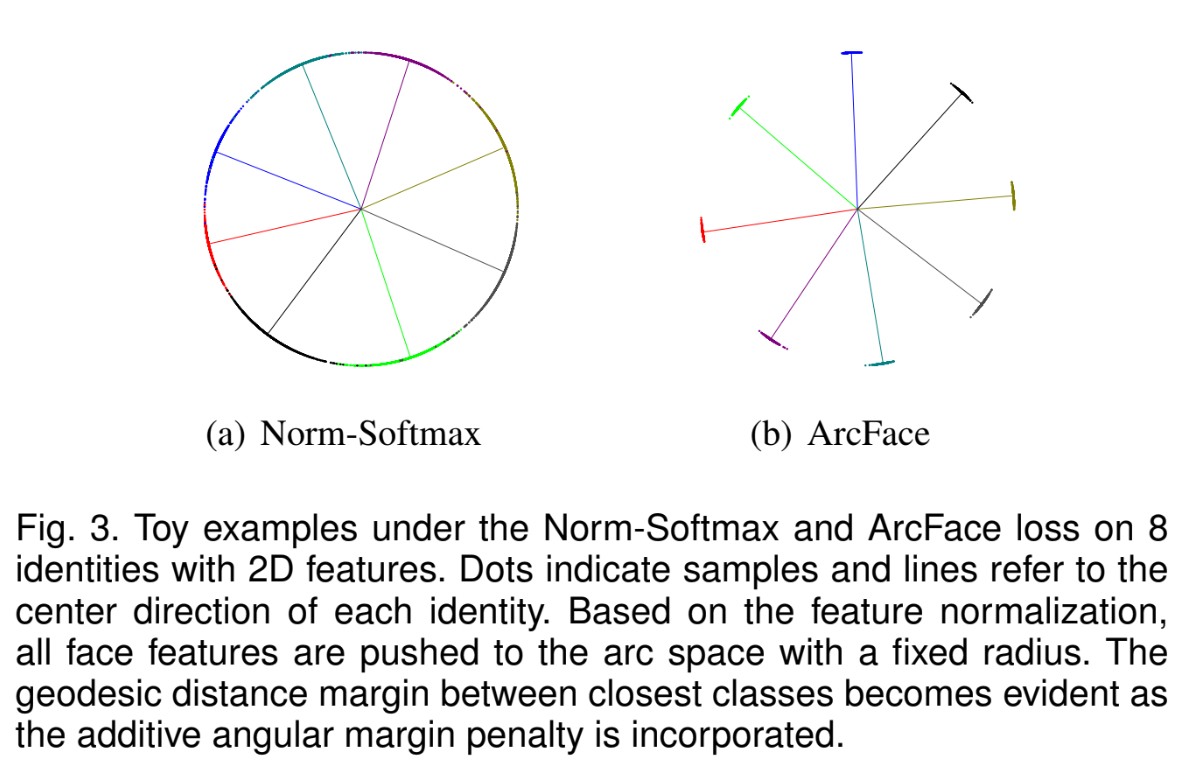 (a) Norm-Softmax
(b) ArcFace
Fig. 3. Toy examples under the Norm-Softmax and ArcFace loss on 8
identities with 2D features. Dots indicate samples and lines refer to the
center direction of each identity. Based on the feature normalization,
all face features are pushed to the arc space with a fixed radius. The
geodesic distance margin between closest classes becomes evident as
the additive angular margin penalty is incorporated.